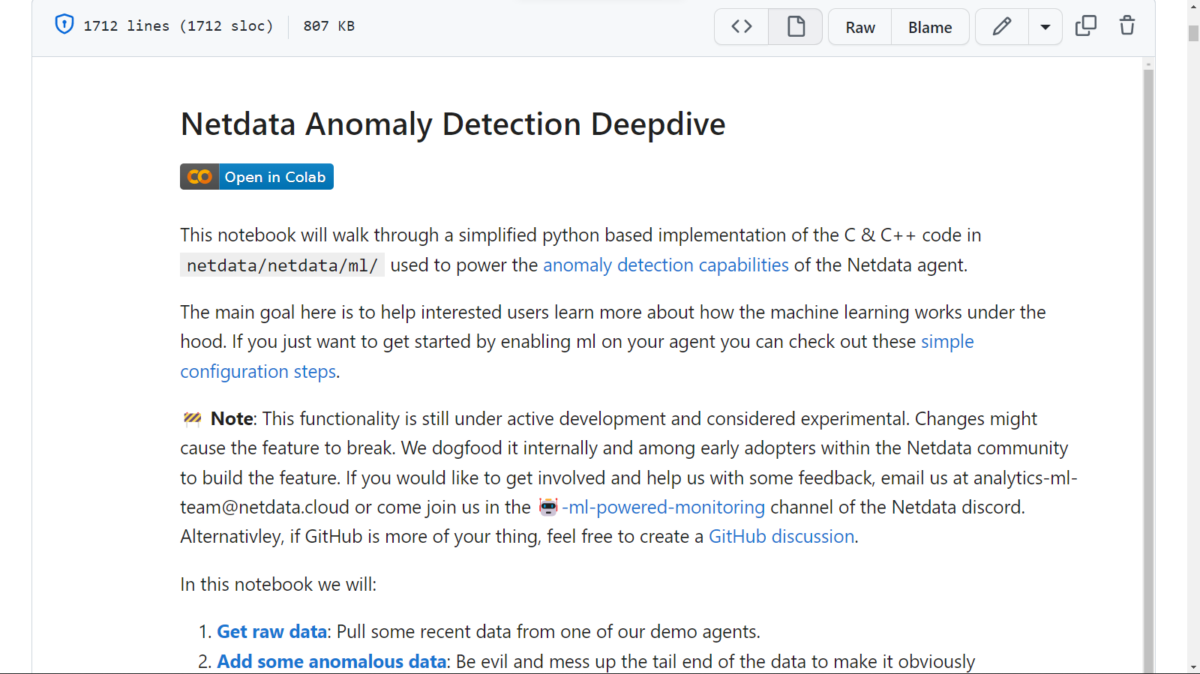 1712 lines (1712 sloc) 807 KB
Raw Blame
Netdata Anomaly Detection Deepdive
Open in Colab
This notebook will walk through a simplified python based implementation of the C & C++ code in
netdata/netdata/ml/ used to power the anomaly detection capabilities of the Netdata agent.
The main goal here is to help interested users learn more about how the machine learning works under the
hood. If you just want to get started by enabling ml on your agent you can check out these simple
configuration steps.
🚧 Note: This functionality is still under active development and considered experimental. Changes might
cause the feature to break. We dogfood it internally and among early adopters within the Netdata community
to build the feature. If you would like to get involved and help us with some feedback, email us at analytics-ml-
team@netdata.cloud or come join us in the 🤖-ml-powered-monitoring channel of the Netdata discord.
Alternativley, if GitHub is more of your thing, feel free to create a GitHub discussion.
In this notebook we will:
1. Get raw data: Pull some recent data from one of our demo agents.
2. Add some anomalous data: Be evil and mess up the tail end of the data to make it obviously